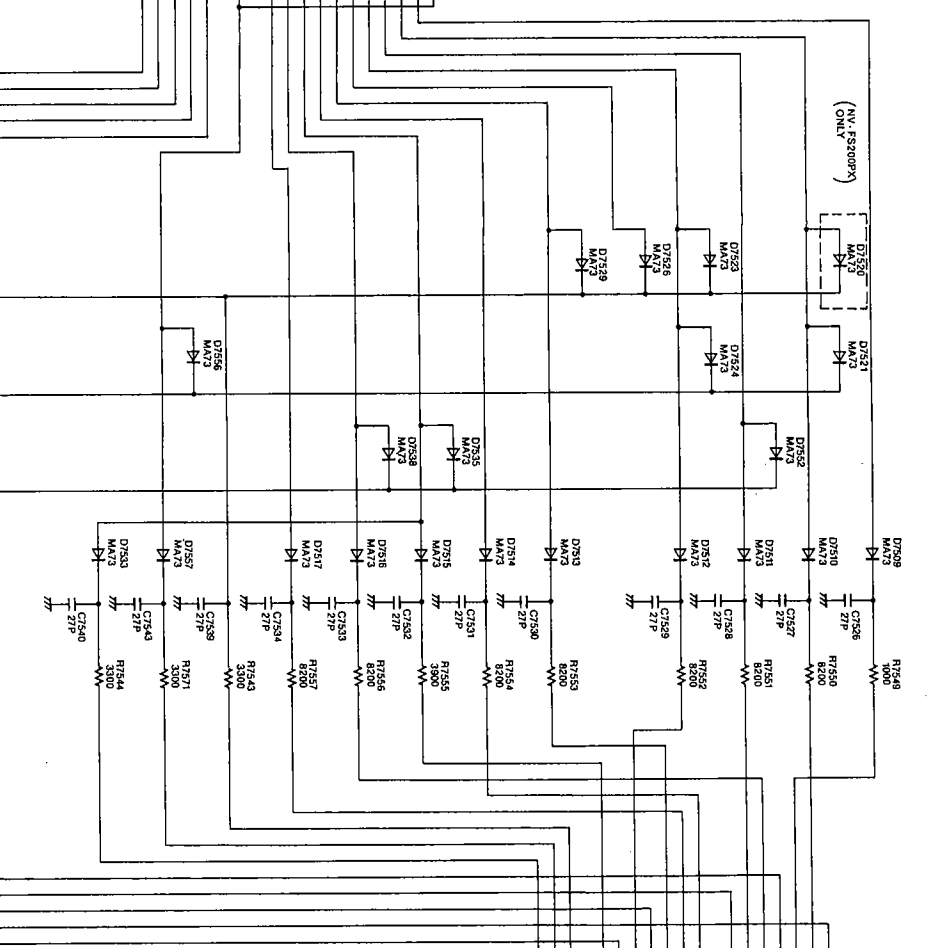 (NV-FS200PX)
ONLY
D7520
MA73
D7523
MA73
D7526
MA73
D7529
MA73
D7521
MA73
D7524
MA73
D7556
MA73
D7552
MA73
D7535
MA73
D7538
MA73
D7509
MA73
D7510
MA73
D7511
MA73
D7512
MA73
D7513
MA73
D7514
MA73
D7515
MA73
D7516
MA73
D7517
MA73
D7557
MA73
D7533
MA73
C7526
27P
C7527
27P
C7528
27P
C7529
27P
C7530
27P
C7531
27P
C7532
27P
C7533
27P
C7534
27P
C7539
27P
C7543
27P
C7540
27P
R7549
1000
R7550
8200
R7551
8200
R7552
8200
R7553
8200
R7554
8200
R7555
3900
R7556
8200
R7557
8200
R7543
3300
R7571
3300
R7544
3300